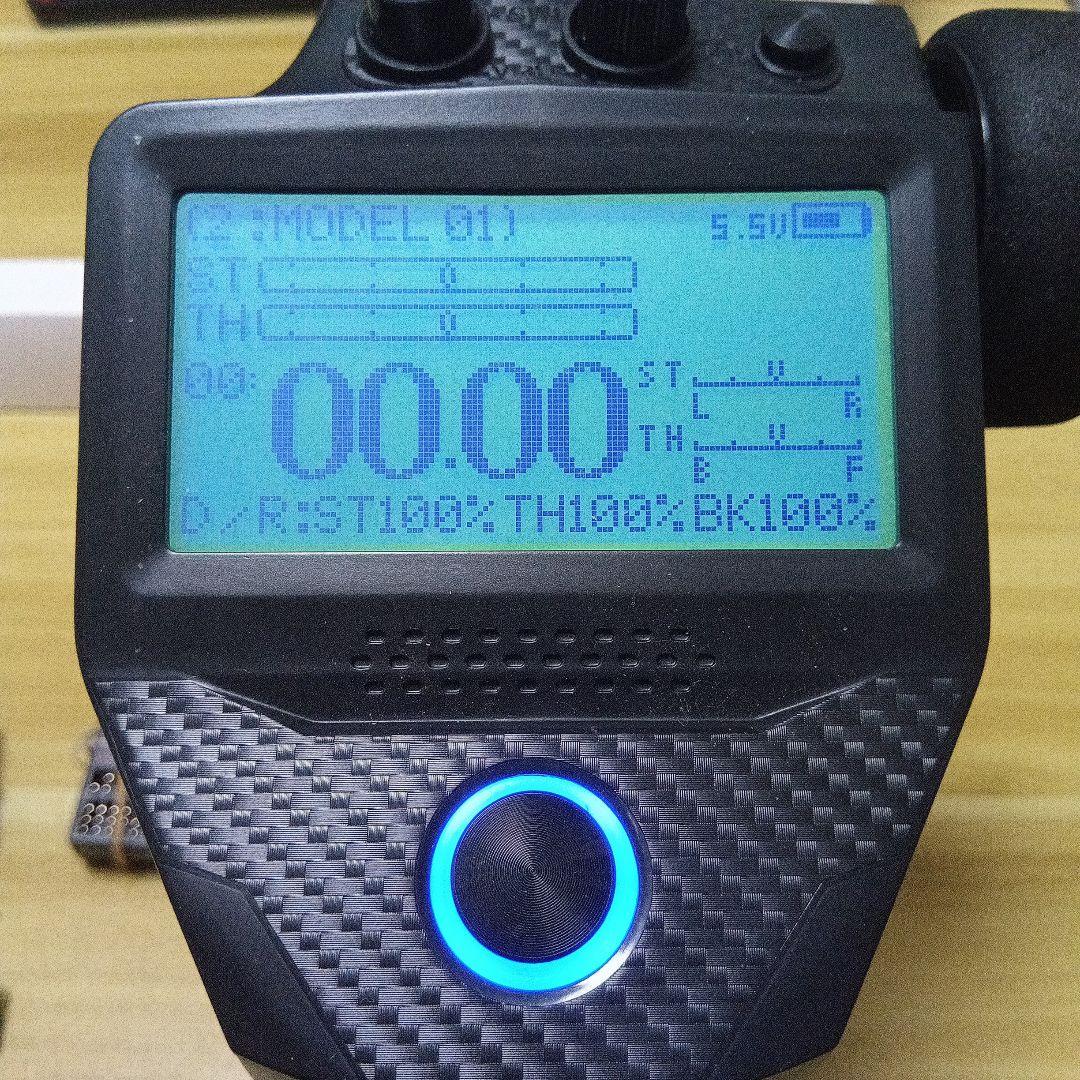 (2:MODEL 01) 5.5V
ST
TH
00:00.00
ST
L R
TH
B F
D/R:ST100% TH100% BK100%